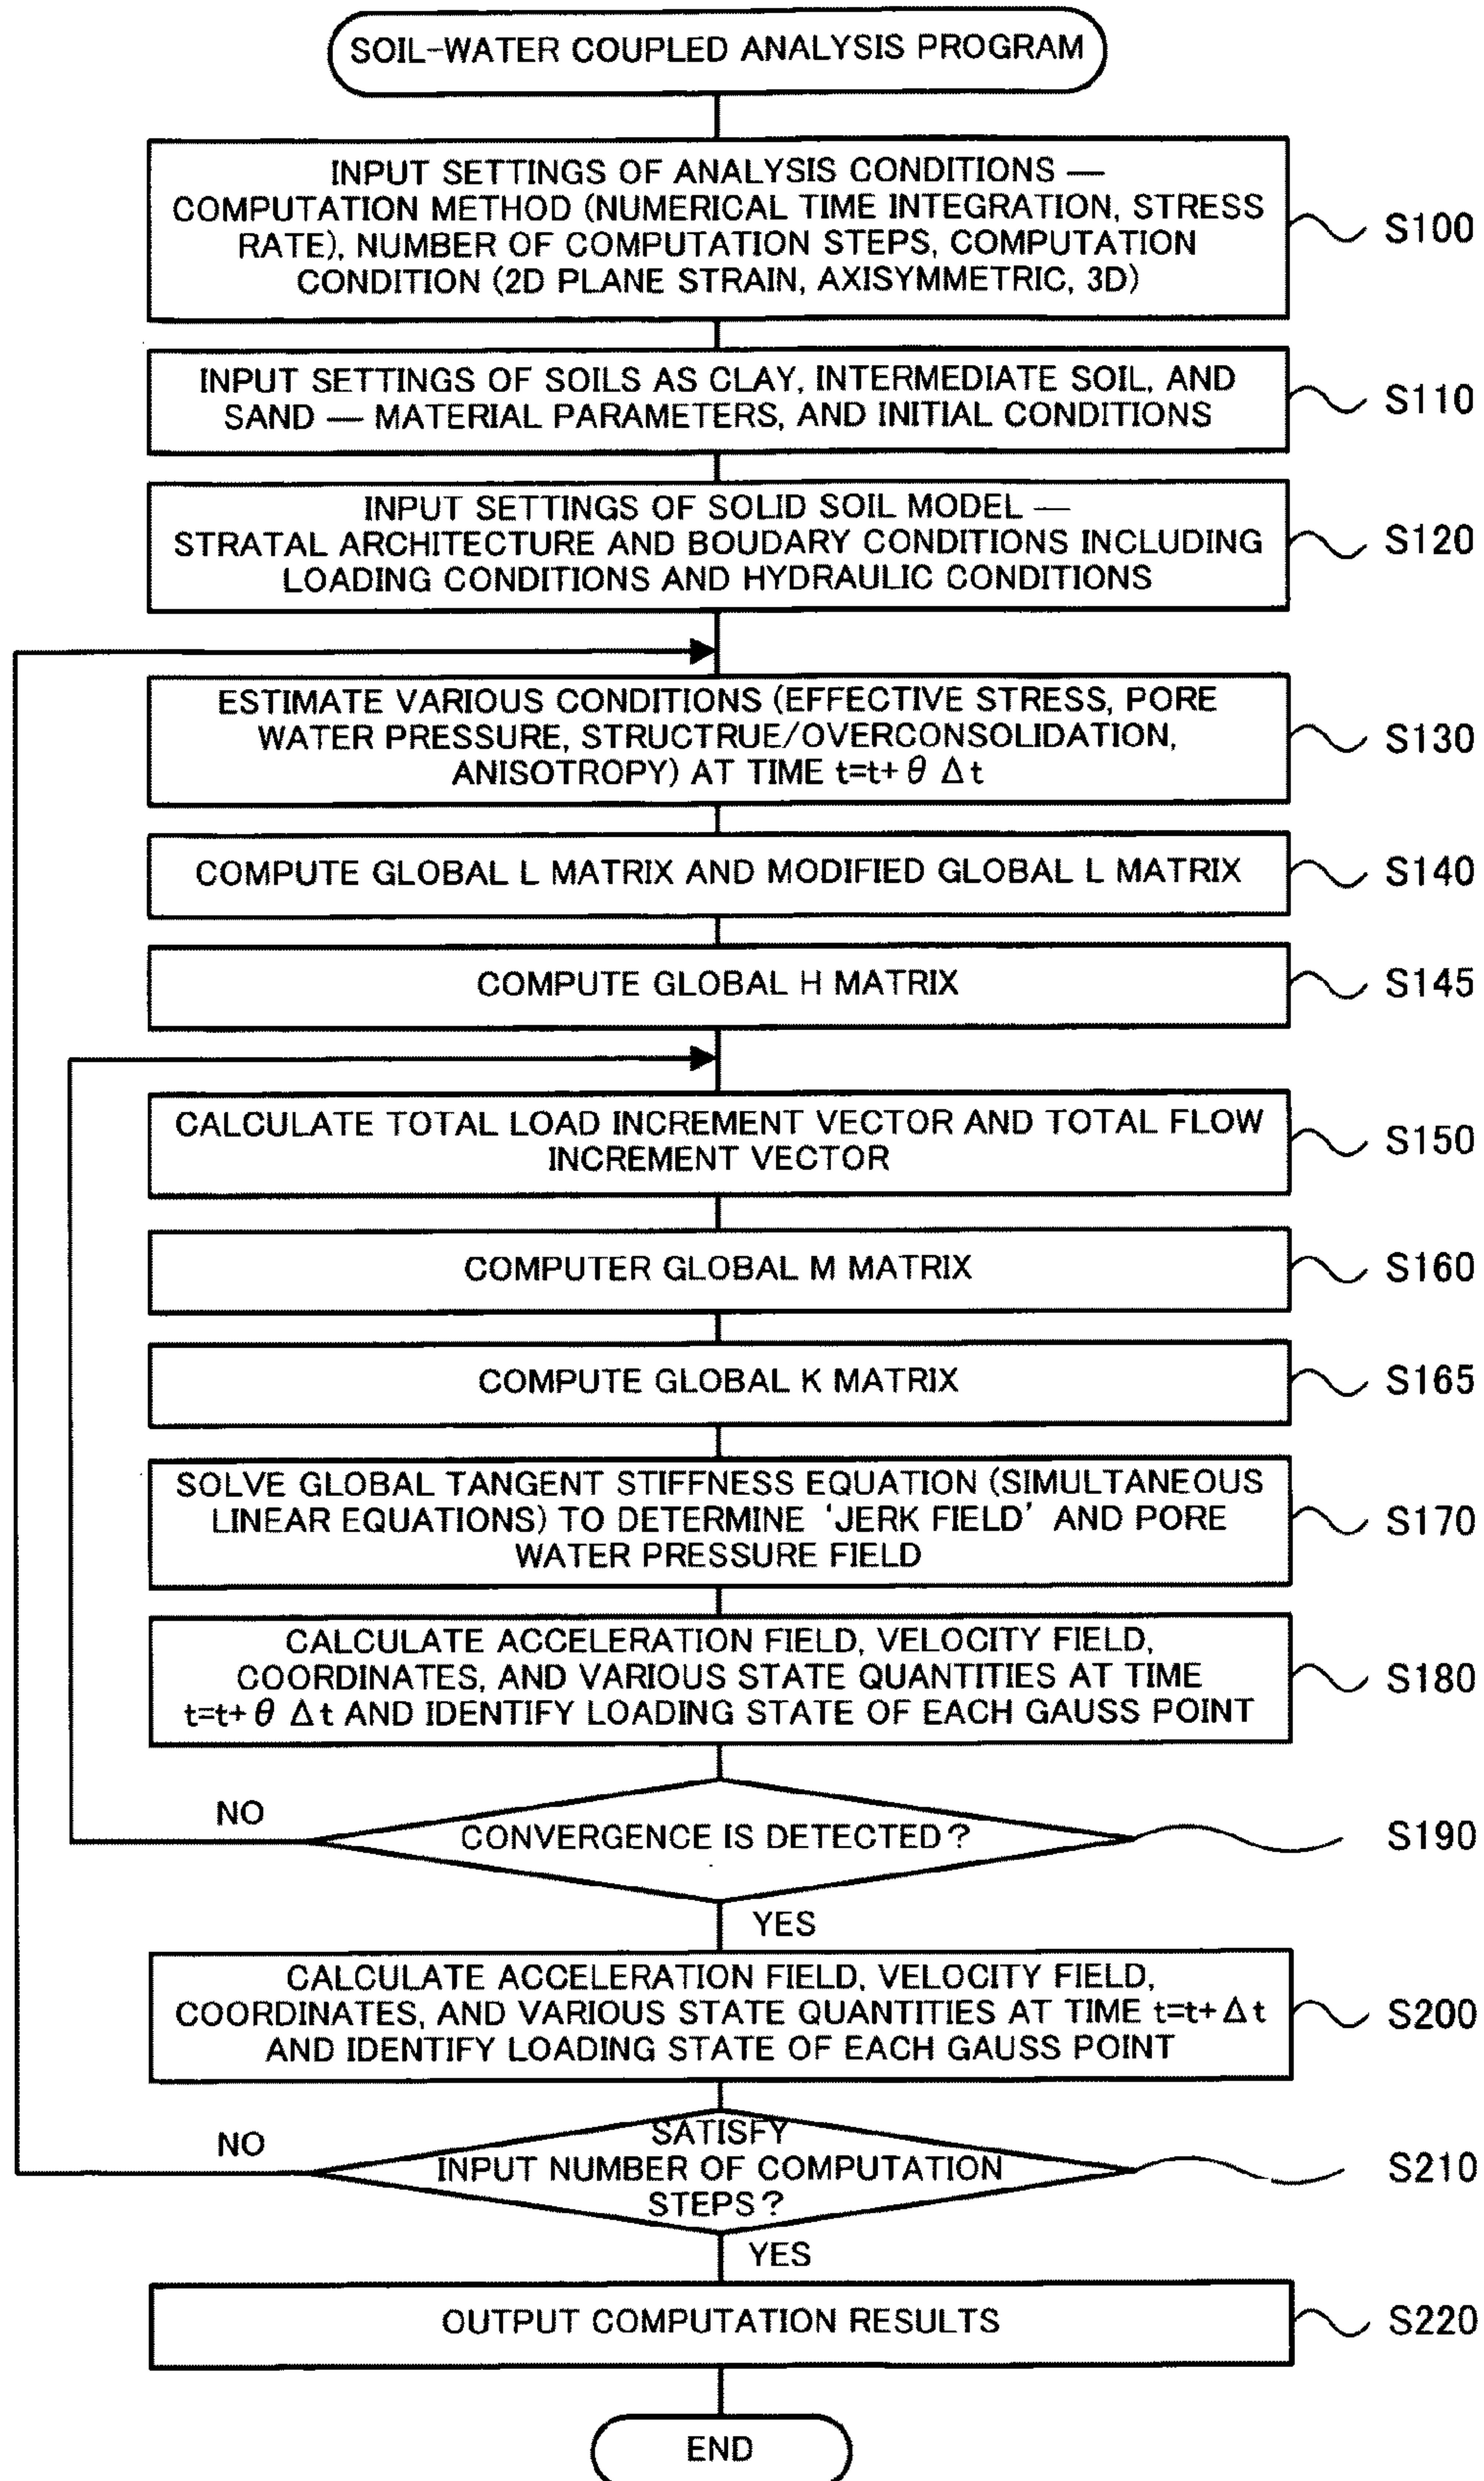 SOIL-WATER COUPLED ANALYSIS PROGRAM
INPUT SETTINGS OF ANALYSIS CONDITIONS —
COMPUTATION METHOD (NUMERICAL TIME INTEGRATION, STRESS
RATE), NUMBER OF COMPUTATION STEPS, COMPUTATION
CONDITION (2D PLANE STRAIN, AXISYMMETRIC, 3D)
S100
INPUT SETTINGS OF SOILS AS CLAY, INTERMEDIATE SOIL, AND
SAND — MATERIAL PARAMETERS, AND INITIAL CONDITIONS
S110
INPUT SETTINGS OF SOLID SOIL MODEL —
STRATAL ARCHITECTURE AND BOUDARY CONDITIONS INCLUDING
LOADING CONDITIONS AND HYDRAULIC CONDITIONS
S120
ESTIMATE VARIOUS CONDITIONS (EFFECTIVE STRESS, PORE
WATER PRESSURE, STRUCTRUE/OVERCONSOLIDATION,
ANISOTROPY) AT TIME t=t+θ Δt
S130
COMPUTE GLOBAL L MATRIX AND MODIFIED GLOBAL L MATRIX
S140
COMPUTE GLOBAL H MATRIX
S145
CALCULATE TOTAL LOAD INCREMENT VECTOR AND TOTAL FLOW
INCREMENT VECTOR
S150
COMPUTER GLOBAL M MATRIX
S160
COMPUTE GLOBAL K MATRIX
S165
SOLVE GLOBAL TANGENT STIFFNESS EQUATION (SIMULTANEOUS
LINEAR EQUATIONS) TO DETERMINE 'JERK FIELD' AND PORE
WATER PRESSURE FIELD
S170
CALCULATE ACCELERATION FIELD, VELOCITY FIELD,
COORDINATES, AND VARIOUS STATE QUANTITIES AT TIME
t=t+θ Δt AND IDENTIFY LOADING STATE OF EACH GAUSS POINT
S180
NO
CONVERGENCE IS DETECTED?
S190
YES
CALCULATE ACCELERATION FIELD, VELOCITY FIELD,
COORDINATES, AND VARIOUS STATE QUANTITIES AT TIME t=t+Δt
AND IDENTIFY LOADING STATE OF EACH GAUSS POINT
S200
NO
SATISFY
INPUT NUMBER OF COMPUTATION
STEPS?
S210
YES
OUTPUT COMPUTATION RESULTS
S220
END